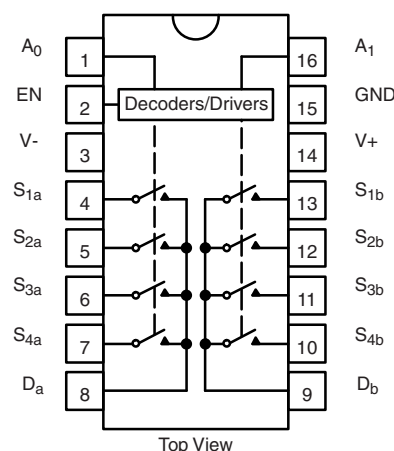 A0 1 16 A1
EN 2 Decoders/Drivers 15 GND
V- 3 14 V+
S1a 4 13 S1b
S2a 5 12 S2b
S3a 6 11 S3b
S4a 7 10 S4b
Da 8 9 Db
Top View